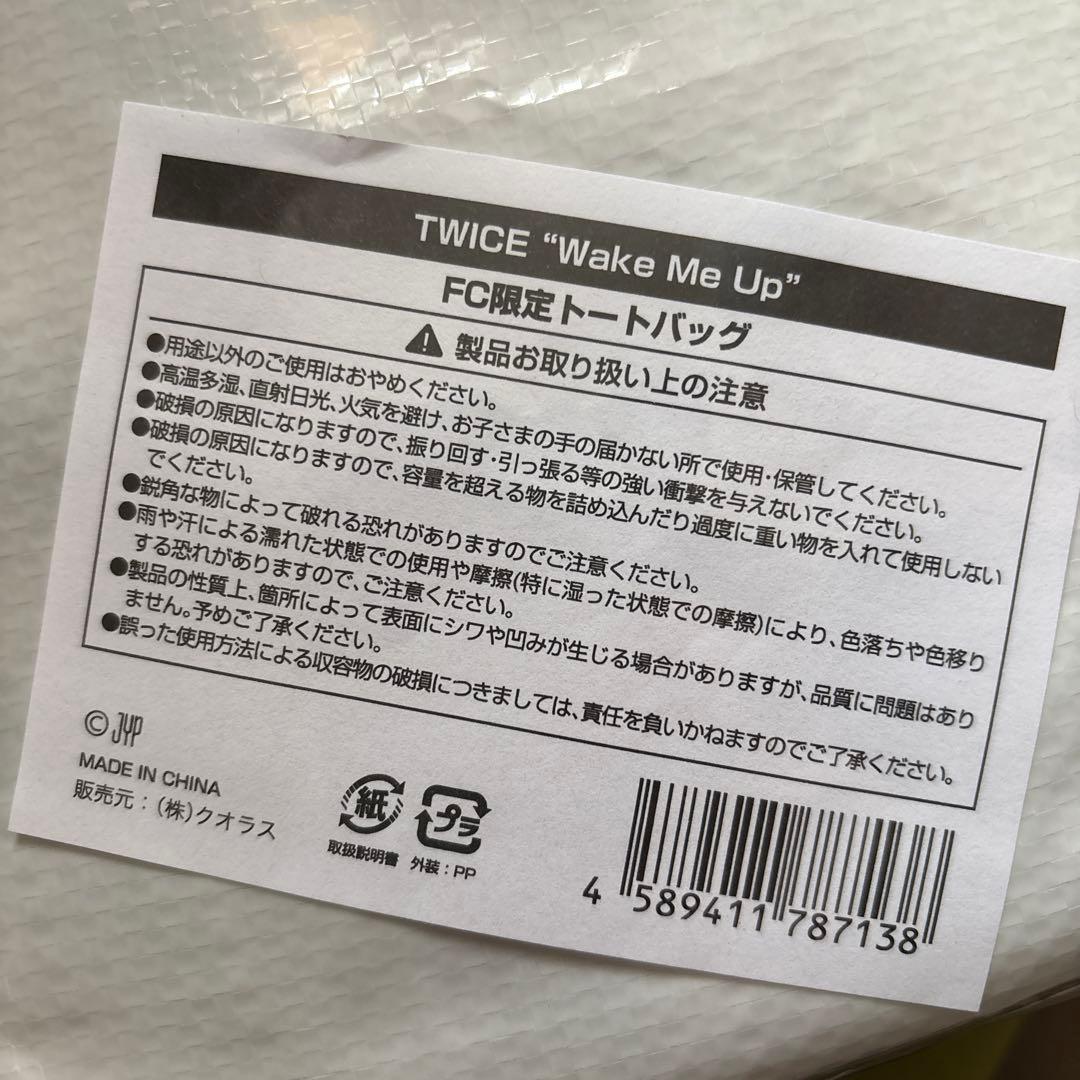 TWICE “Wake Me Up”
FC限定トートバッグ
製品お取り扱い上の注意
●用途以外のご使用はおやめください。
●高温多湿、直射日光、火気を避け、お子さまの手の届かない所で使用・保管してください。
●破損の原因になりますので、振り回す・引っ張る等の強い衝撃を与えないでください。
●破損の原因になりますので、容量を超える物を詰め込んだり過度に重い物を入れて使用しない
でください。
●鋭角な物によって破れる恐れがありますのでご注意ください。
●雨や汗による濡れた状態での使用や摩擦(特に湿った状態での摩擦)により、色落ちや色移り
する恐れがありますので、ご注意ください。
●製品の性質上、箇所によって表面にシワや凹みが生じる場合がありますが、品質に問題はあり
ません。予めご了承ください。
●誤った使用方法による収容物の破損につきましては、責任を負いかねますのでご了承ください。
© JYP
MADE IN CHINA
販売元：(株)クオラス
紙
取扱説明書
プラ
外装：PP
4 589411 787138